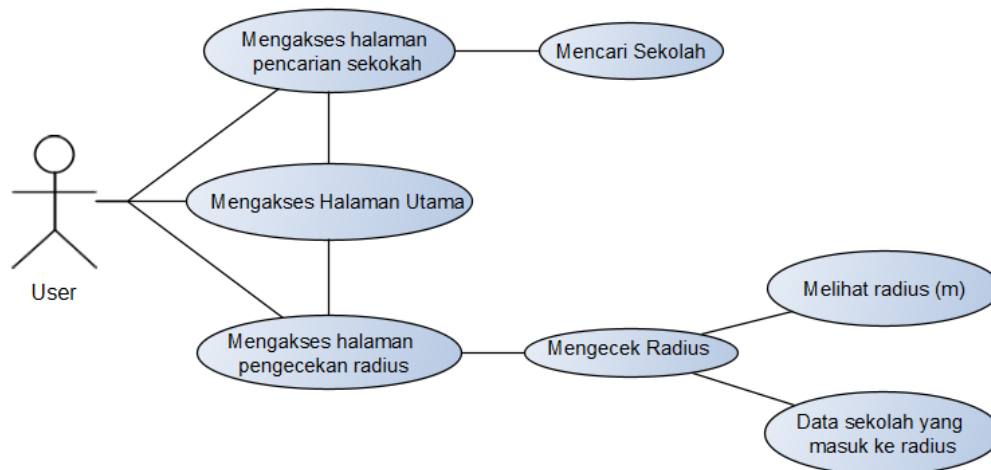 Mengakses halaman
pencarian sekokah
Mencari Sekolah
Mengakses Halaman Utama
User
Melihat radius (m)
Mengakses halaman
pengecekan radius
Mengecek Radius
Data sekolah yang
masuk ke radius